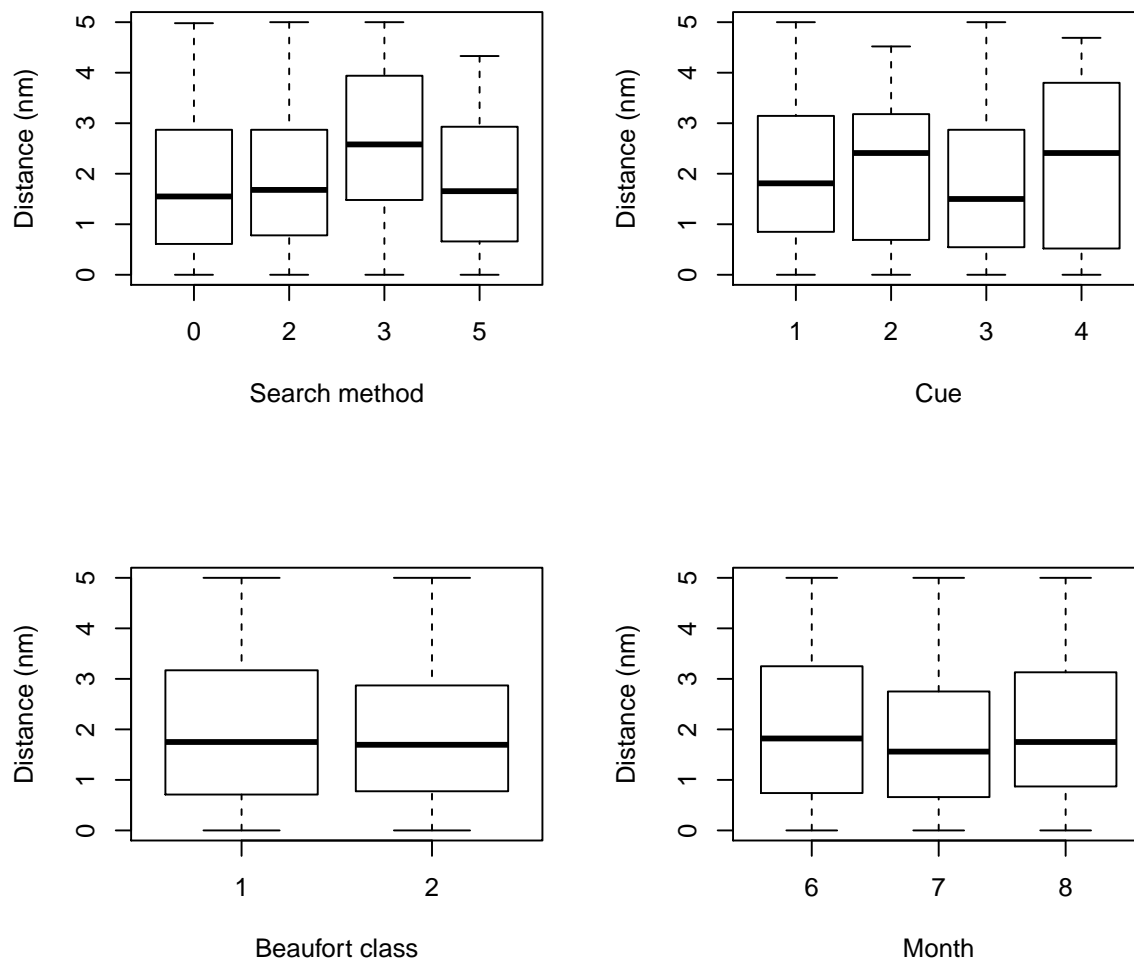 Distance (nm)
0 1 2 3 4 5
0 2 3 5
Search method
Distance (nm)
0 1 2 3 4 5
1 2 3 4
Cue
Distance (nm)
0 1 2 3 4 5
1 2
Beaufort class
Distance (nm)
0 1 2 3 4 5
6 7 8
Month